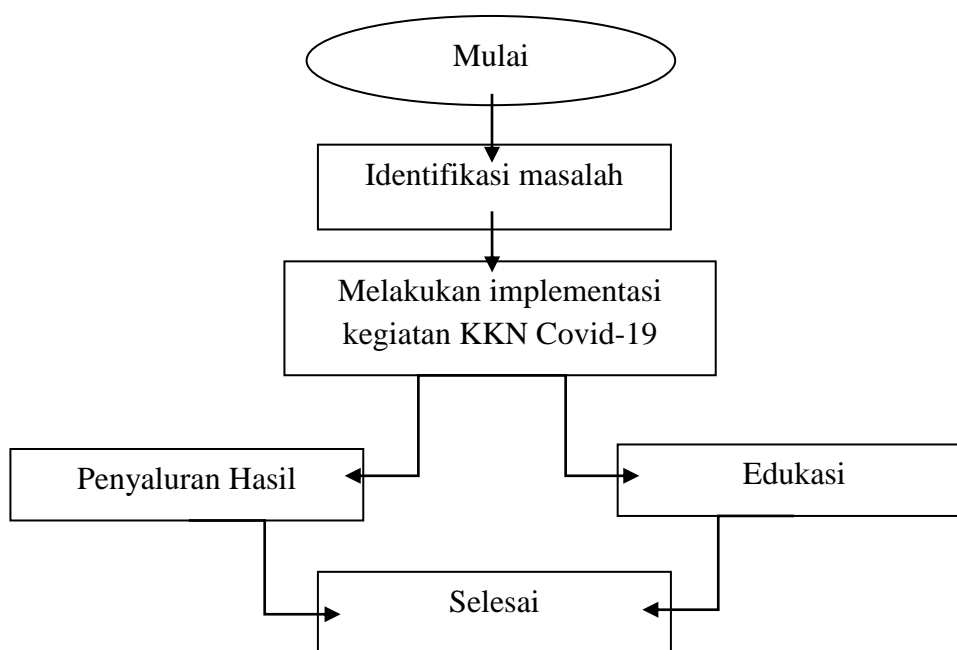 Mulai
Identifikasi masalah
Melakukan implementasi
kegiatan KKN Covid-19
Penyaluran Hasil
Edukasi
Selesai